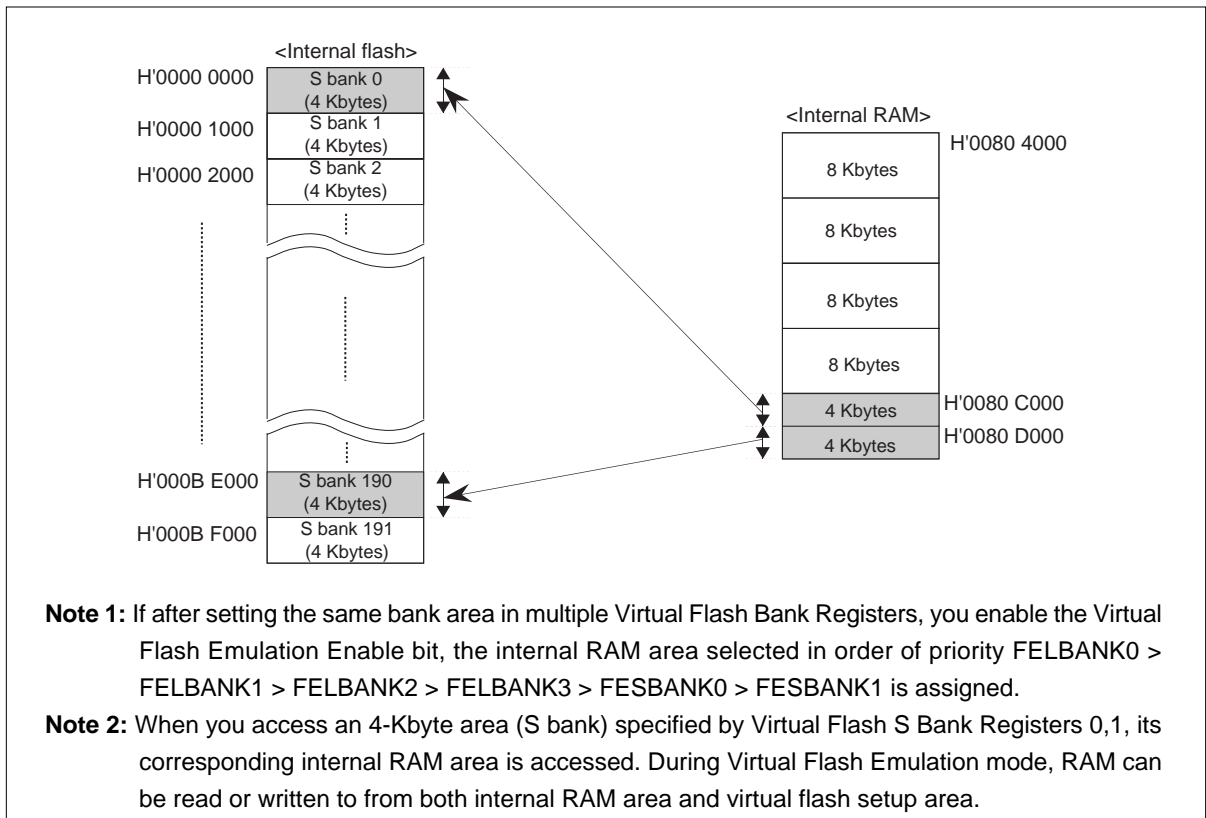 <Internal flash>
H'0000 0000
S bank 0
(4 Kbytes)
H'0000 1000
S bank 1
(4 Kbytes)
H'0000 2000
S bank 2
(4 Kbytes)
H'000B E000
S bank 190
(4 Kbytes)
H'000B F000
S bank 191
(4 Kbytes)
<Internal RAM>
H'0080 4000
8 Kbytes
8 Kbytes
8 Kbytes
8 Kbytes
4 Kbytes
H'0080 C000
4 Kbytes
H'0080 D000
Note 1: If after setting the same bank area in multiple Virtual Flash Bank Registers, you enable the Virtual
Flash Emulation Enable bit, the internal RAM area selected in order of priority FELBANK0 >
FELBANK1 > FELBANK2 > FELBANK3 > FESBANK0 > FESBANK1 is assigned.
Note 2: When you access an 4-Kbyte area (S bank) specified by Virtual Flash S Bank Registers 0,1, its
corresponding internal RAM area is accessed. During Virtual Flash Emulation mode, RAM can
be read or written to from both internal RAM area and virtual flash setup area.